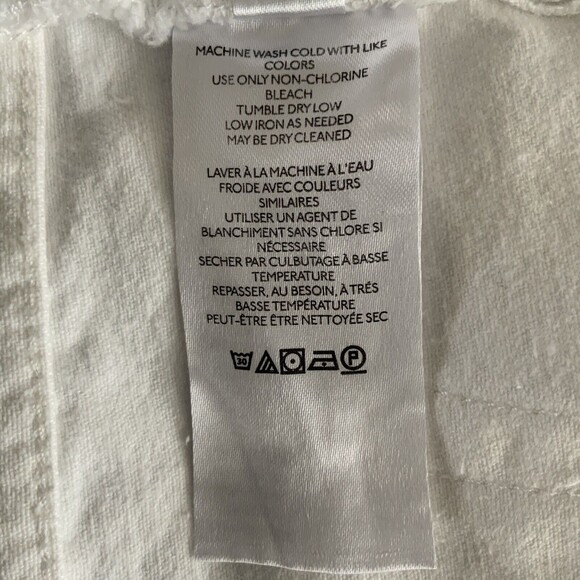 MACHINE WASH COLD WITH LIKE
COLORS
USE ONLY NON-CHLORINE
BLEACH
TUMBLE DRY LOW
LOW IRON AS NEEDED
MAY BE DRY CLEANED
LAVER À LA MACHINE À L'EAU
FROIDE AVEC COULEURS
SIMILAIRES
UTILISER UN AGENT DE
BLANCHIMENT SANS CHLORE SI
NÉCESSAIRE
SECHER PAR CULBUTAGE À BASSE
TEMPERATURE
REPASSER, AU BESOIN, À TRÉS
BASSE TEMPÉRATURE
PEUT-ÊTRE ÊTRE NETTOYÉE SEC
30 P